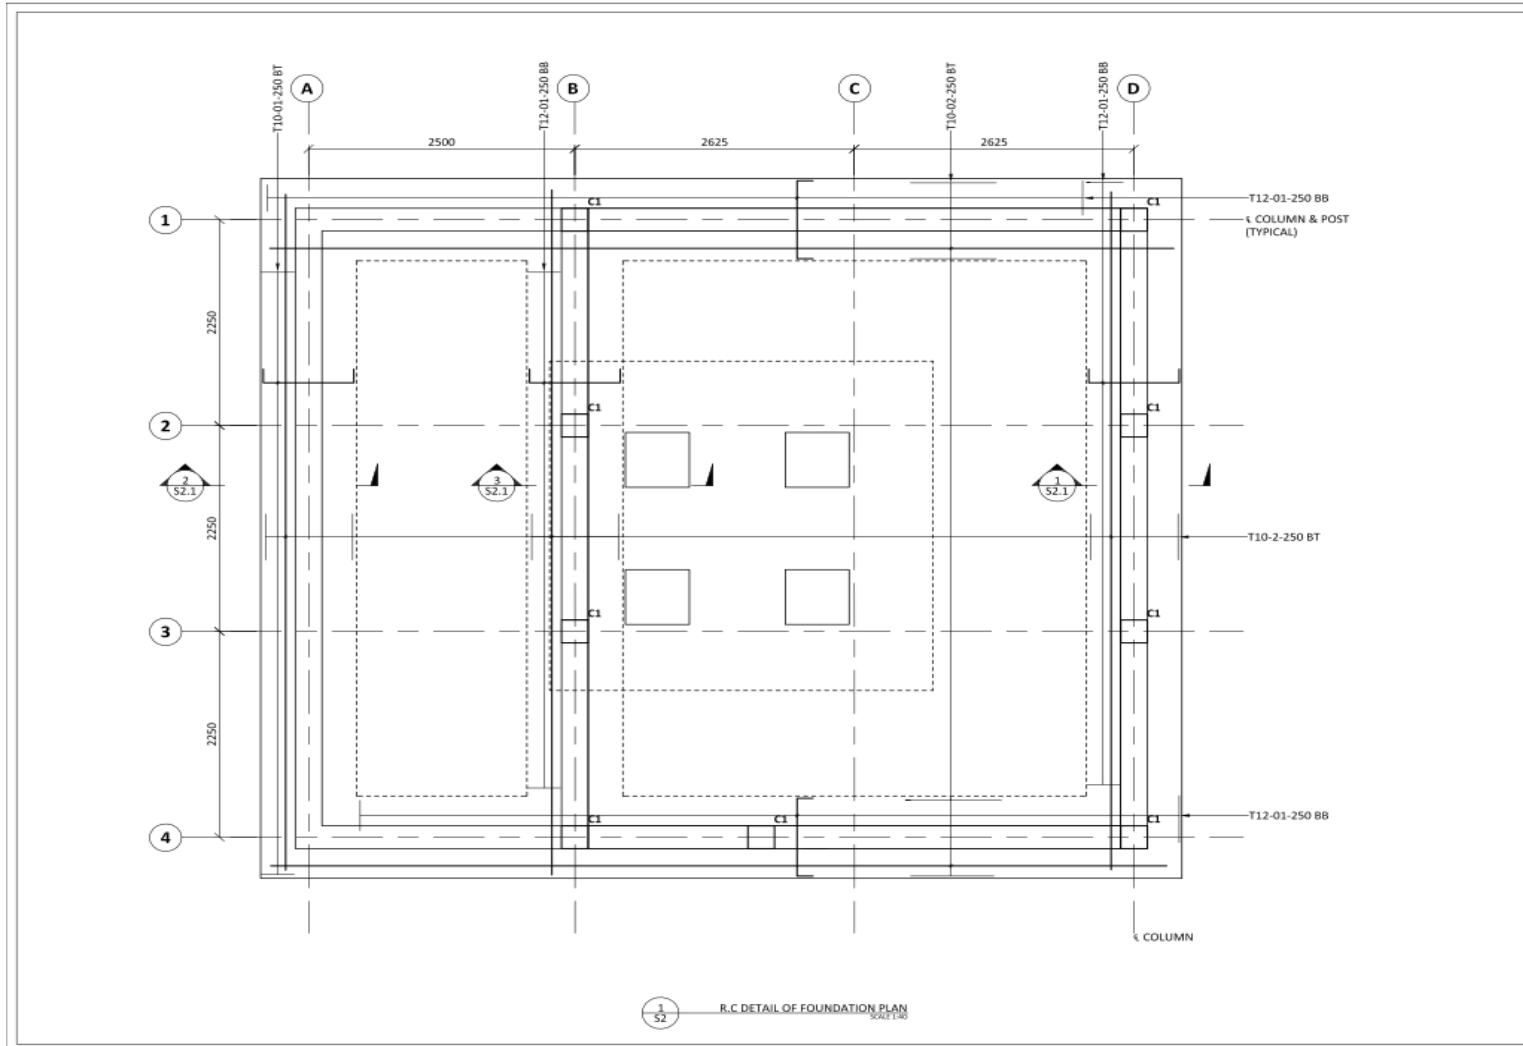 T10-01-250 BT
A
T12-01-250 BB
B
C
T10-02-250 BT
T12-01-250 BB
D
2500
2625
2625
1
C1
C1
T12-01-250 BB
℄ COLUMN & POST
(TYPICAL)
2250
2
C1
C1
2
S2.1
3
S2.1
1
S2.1
2250
T10-2-250 BT
3
C1
C1
2250
4
C1
C1
C1
T12-01-250 BB
℄ COLUMN
1
S2
R.C DETAIL OF FOUNDATION PLAN
SCALE 1:40